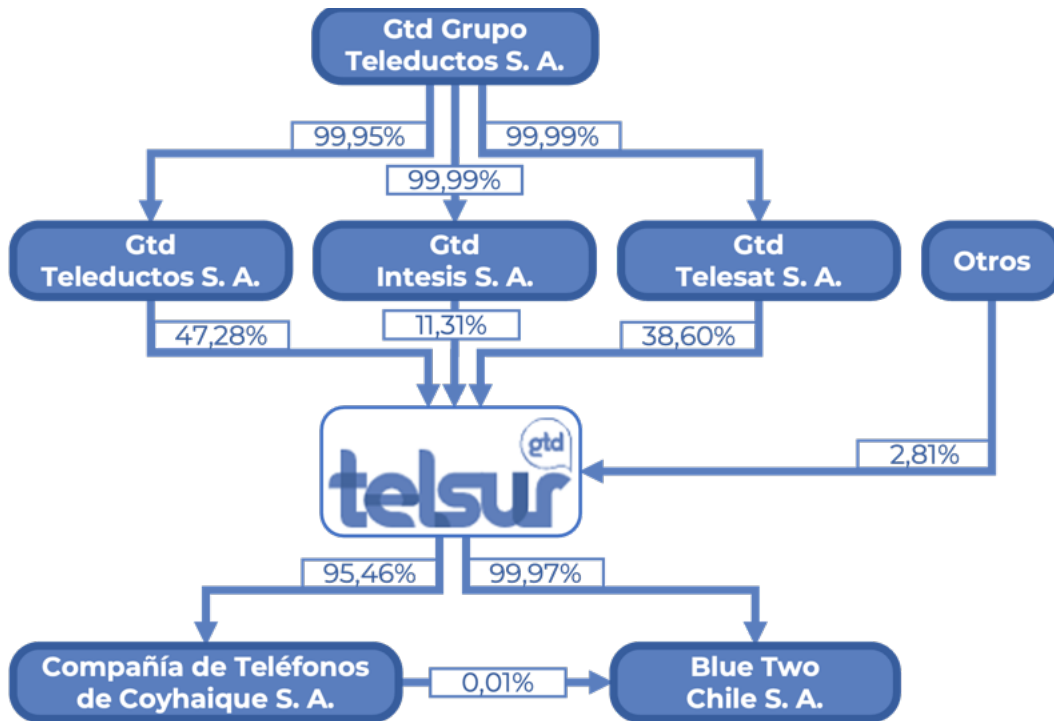 Gtd Grupo
Teleductos S. A.
99,95%
99,99%
99,99%
Gtd
Teleductos S. A.
Gtd
Intesis S. A.
Gtd
Telesat S. A.
Otros
47,28%
11,31%
38,60%
gtd
telsur
2,81%
95,46%
99,97%
Compañía de Teléfonos
de Coyhaique S. A.
0,01%
Blue Two
Chile S. A.